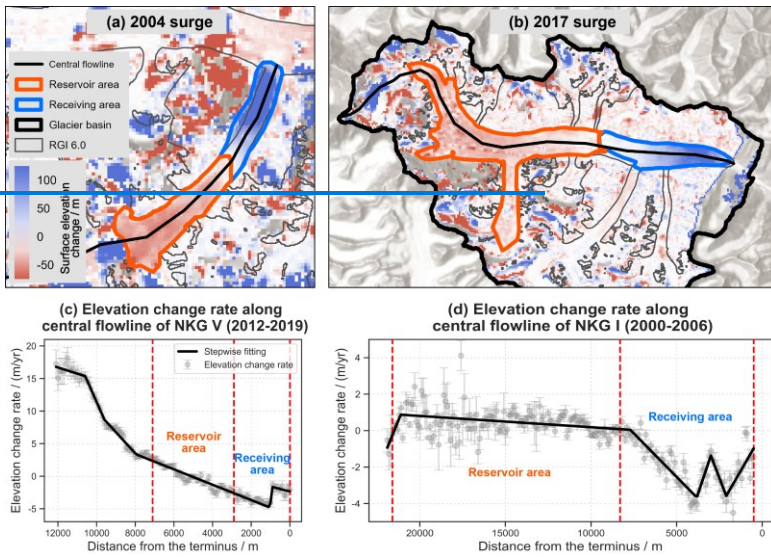 (a) 2004 surge
(b) 2017 surge
Central flowline
Reservoir area
Receiving area
Glacier basin
RGI 6.0
100
50
0
-50
Surface elevation
change / m
(c) Elevation change rate along
central flowline of NKG V (2012-2019)
(d) Elevation change rate along
central flowline of NKG I (2000-2006)
Elevation change rate / (m/yr)
20
15
10
5
0
-5
Stepwise fitting
Elevation change rate
Reservoir
area
Receiving
area
12000 10000 8000 6000 4000 2000 0
Distance from the terminus / m
Elevation change rate / (m/yr)
4
2
0
-2
-4
Receiving area
Reservoir area
20000 15000 10000 5000 0
Distance from the terminus / m